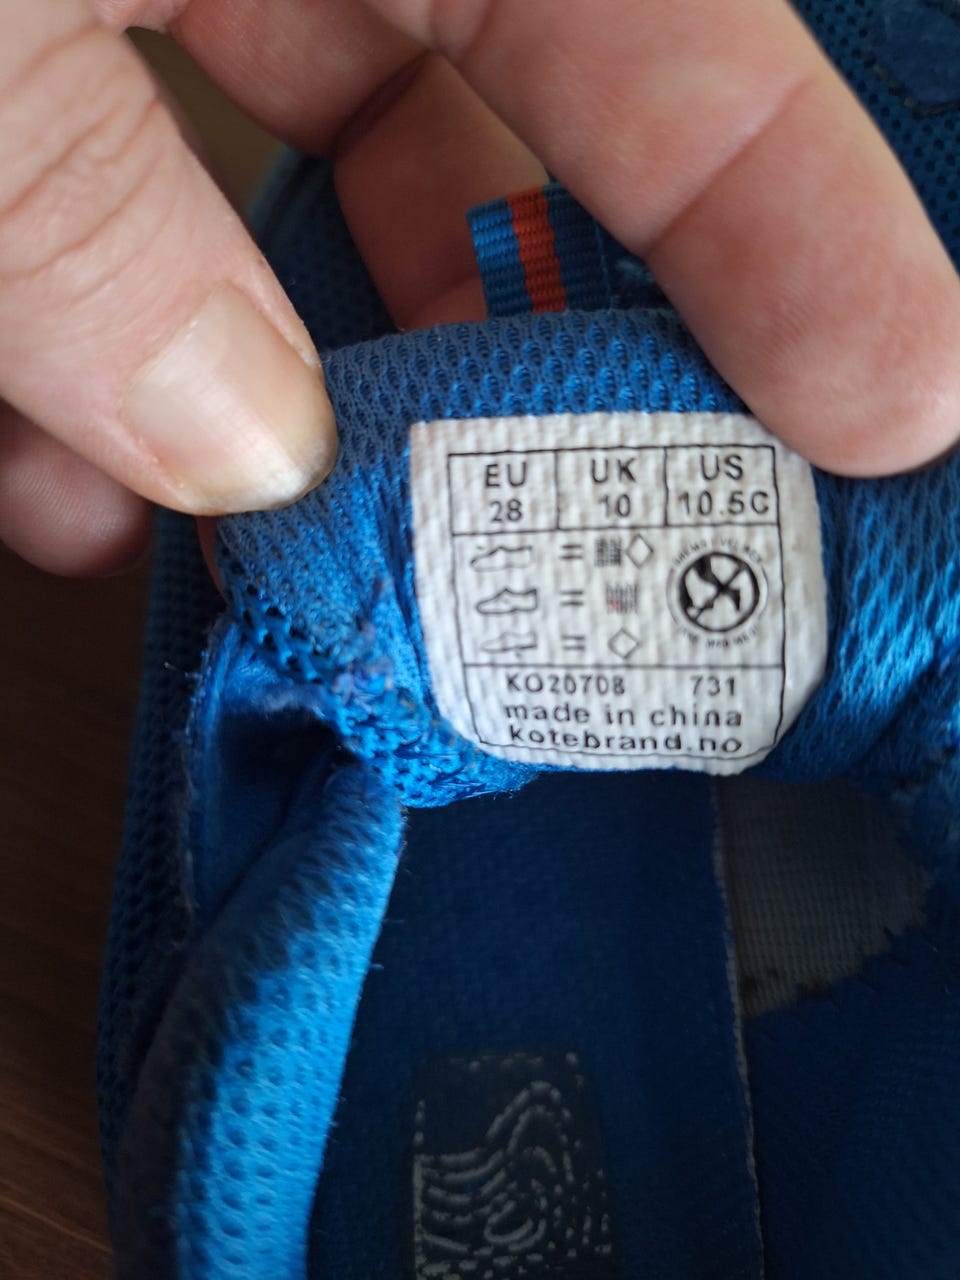 EU UK US
28 10 10.5C
=
=
=
KO20708 731
made in china
kotebrand.no